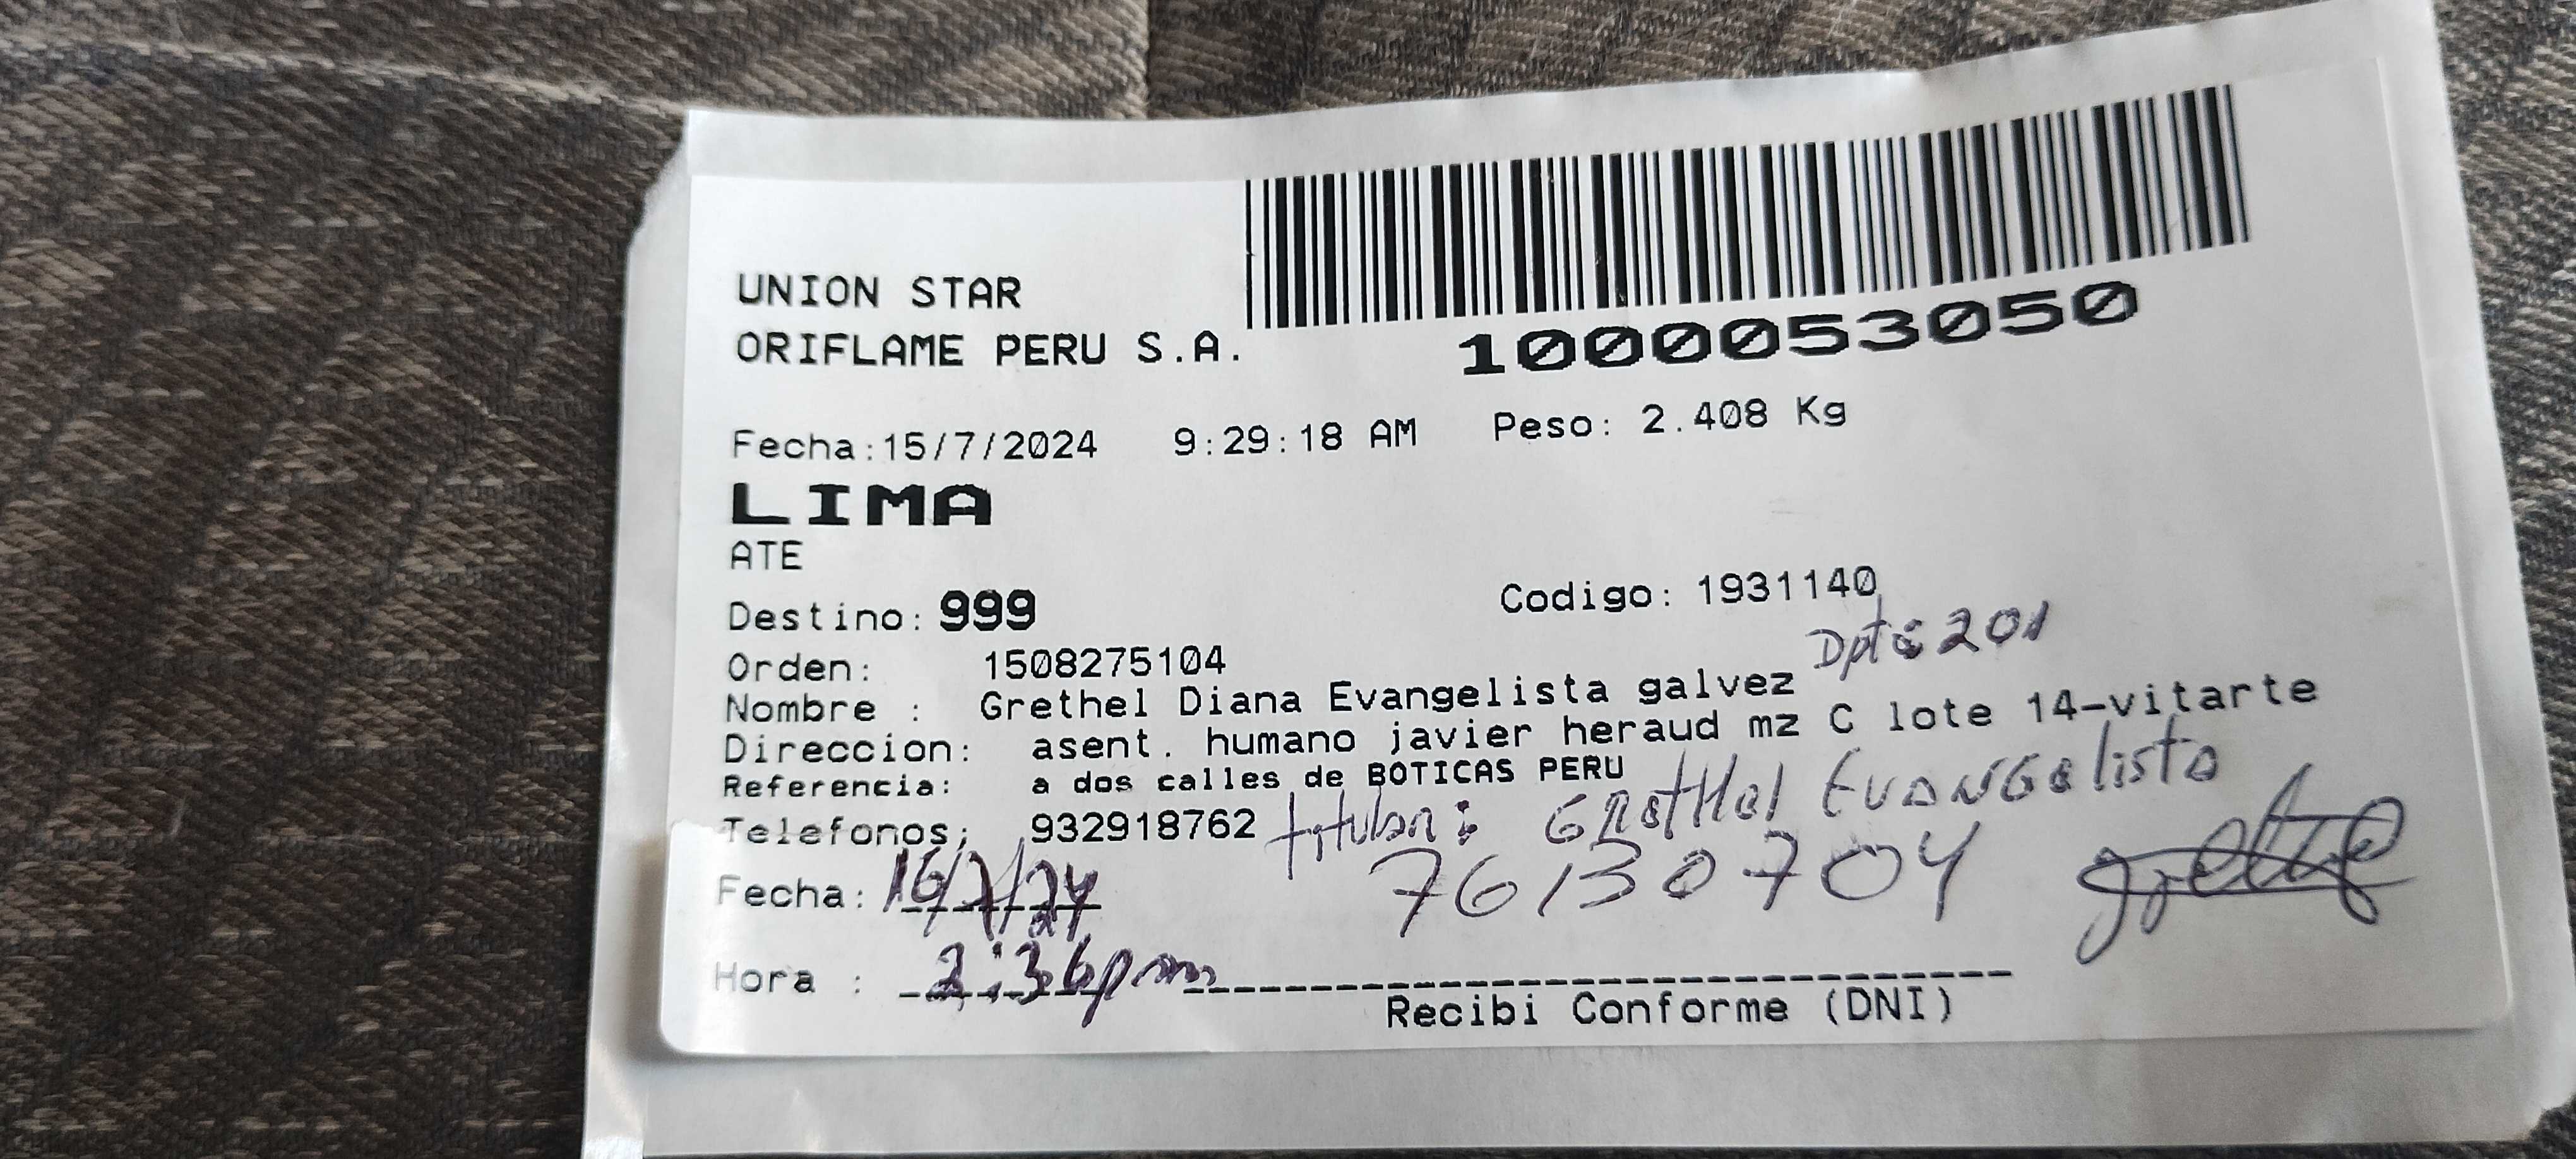 UNION STAR
ORIFLAME PERU S.A.
1000053050
Fecha:15/7/2024 9:29:18 AM Peso: 2.408 Kg
LIMA
ATE
Destino: 999 Codigo: 1931140
Dpto 201
Orden: 1508275104
Nombre : Grethel Diana Evangelista galvez
Direccion: asent. humano javier heraud mz C lote 14-vitarte
Referencia: a dos calles de BOTICAS PERU
Telefonos: 932918762 titular: Grethel Evangelista
Fecha: 16/7/24 76130704
Hora : 2:36pm
Recibi Conforme (DNI)